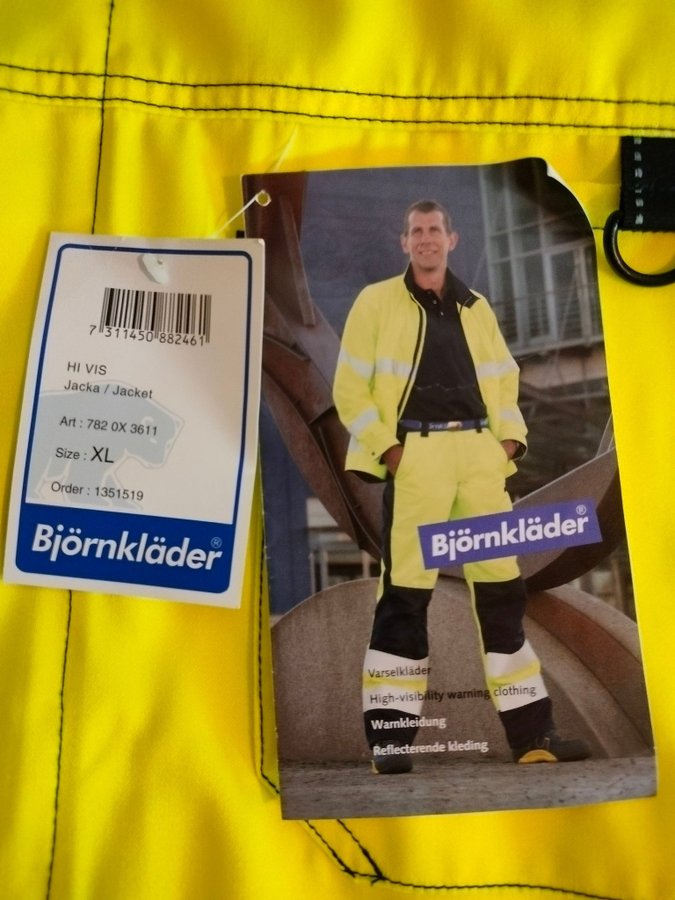 7 311450 882461
HI VIS
Jacka / Jacket
Art : 782 0X 3611
Size : XL
Order : 1351519
Björnkläder®
Björnkläder®
Varselkläder
High-visibility warning clothing
Warnkleidung
Reflecterende kleding